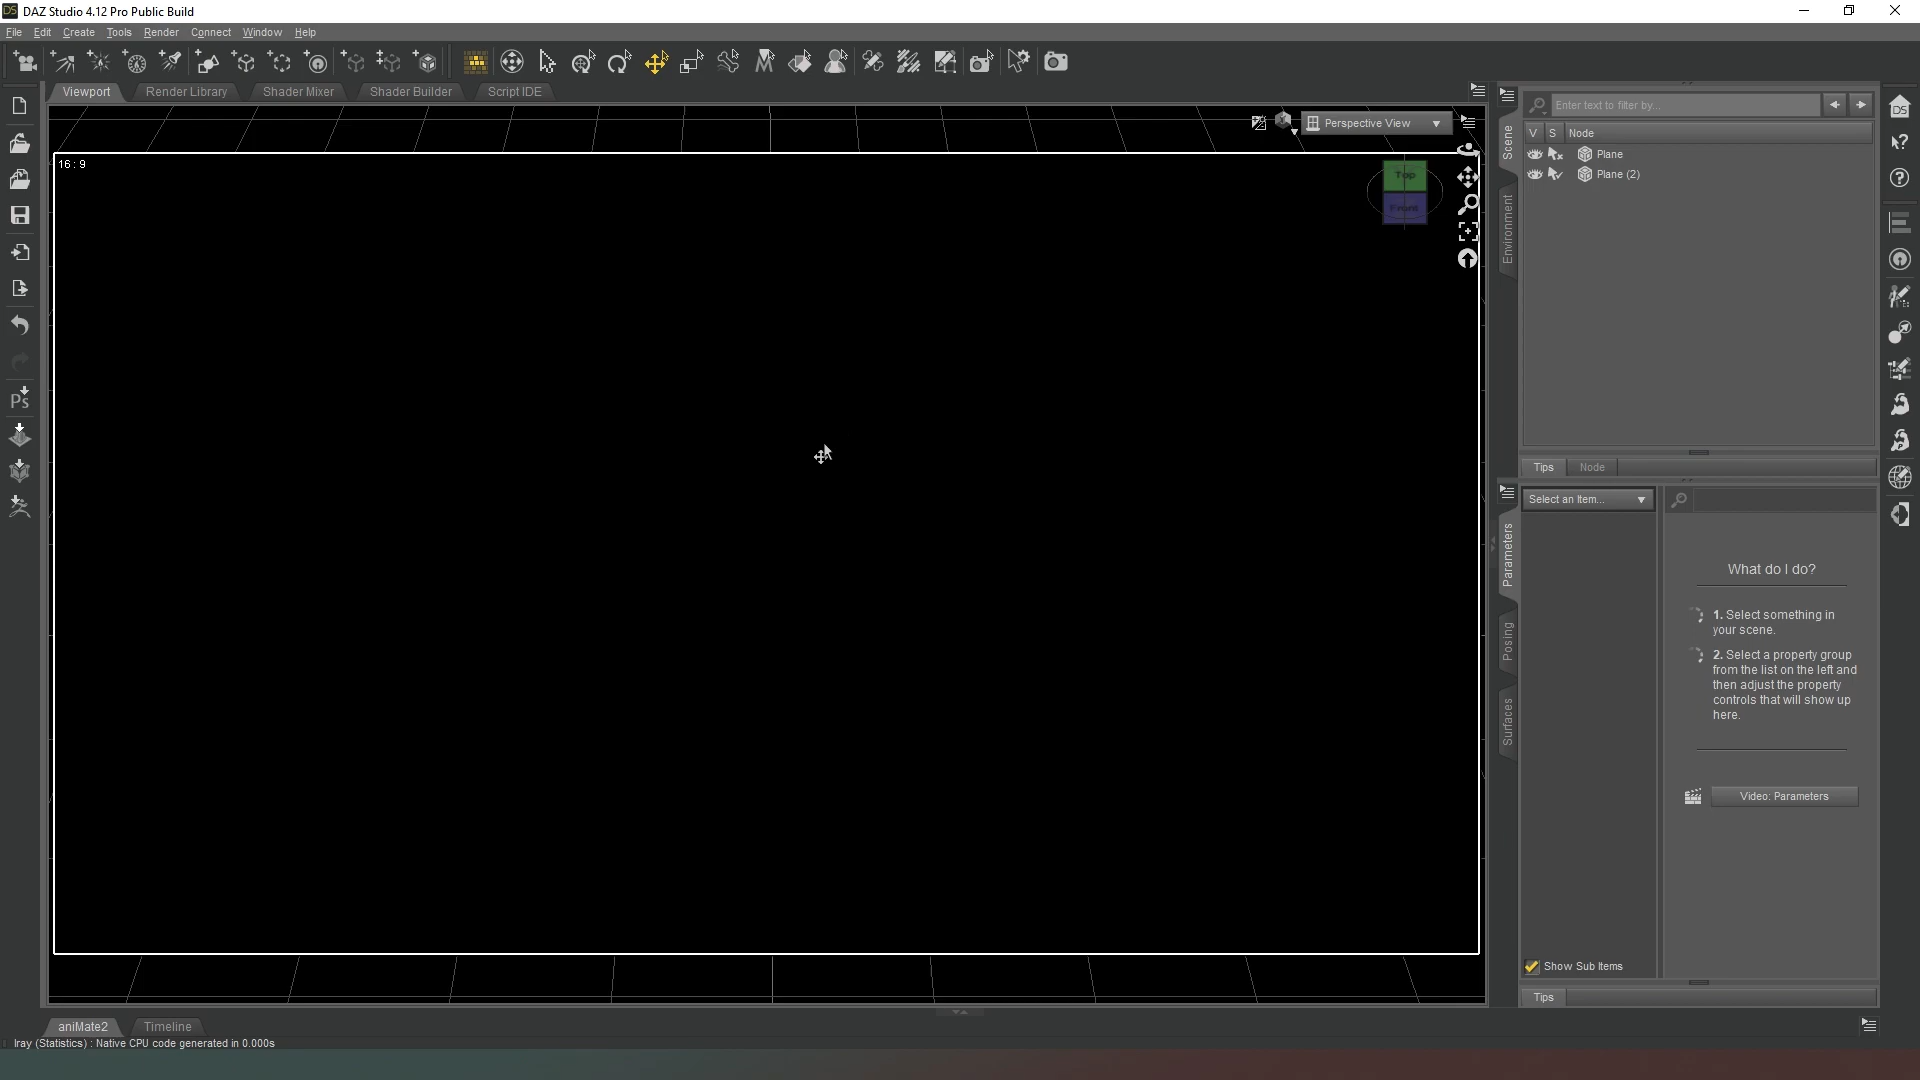 DAZ Studio 4.12 Pro Public Build
File Edit Create Tools Render Connect Window Help
Viewport Render Library Shader Mixer Shader Builder Script IDE
16 : 9
Perspective View
Top
Front
Enter text to filter by...
V S Node
Plane
Plane (2)
Scene
Environment
Tips Node
Select an Item...
Parameters
Posing
Surfaces
What do I do?
1. Select something in
your scene.
2. Select a property group
from the list on the left and
then adjust the property
controls that will show up
here.
Video: Parameters
Show Sub Items
Tips
aniMate2 Timeline
Iray (Statistics) : Native CPU code generated in 0.000s
Ps
DS